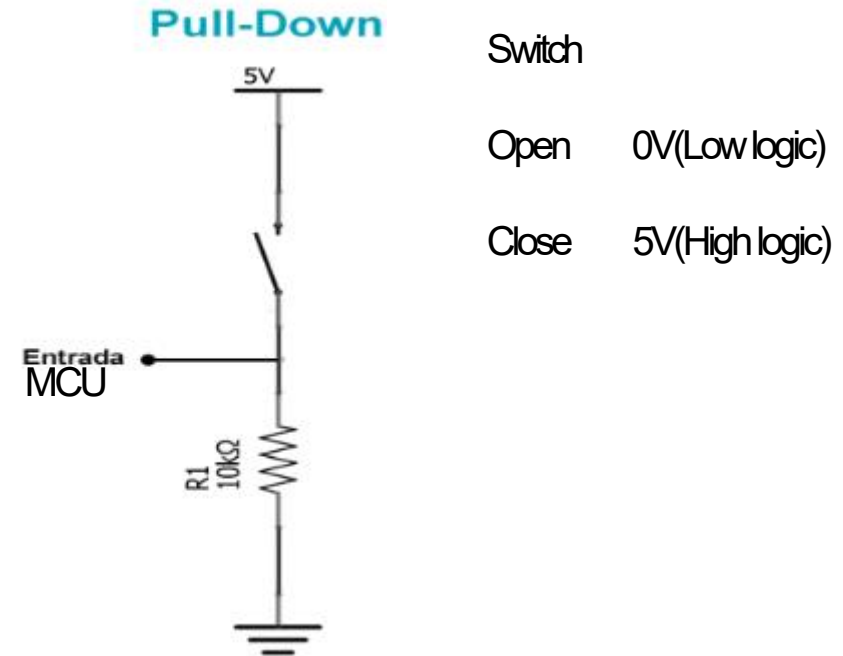 Pull-Down
5V
Entrada
MCU
R1
10kΩ
Switch
Open 0V(Low logic)
Close 5V(High logic)